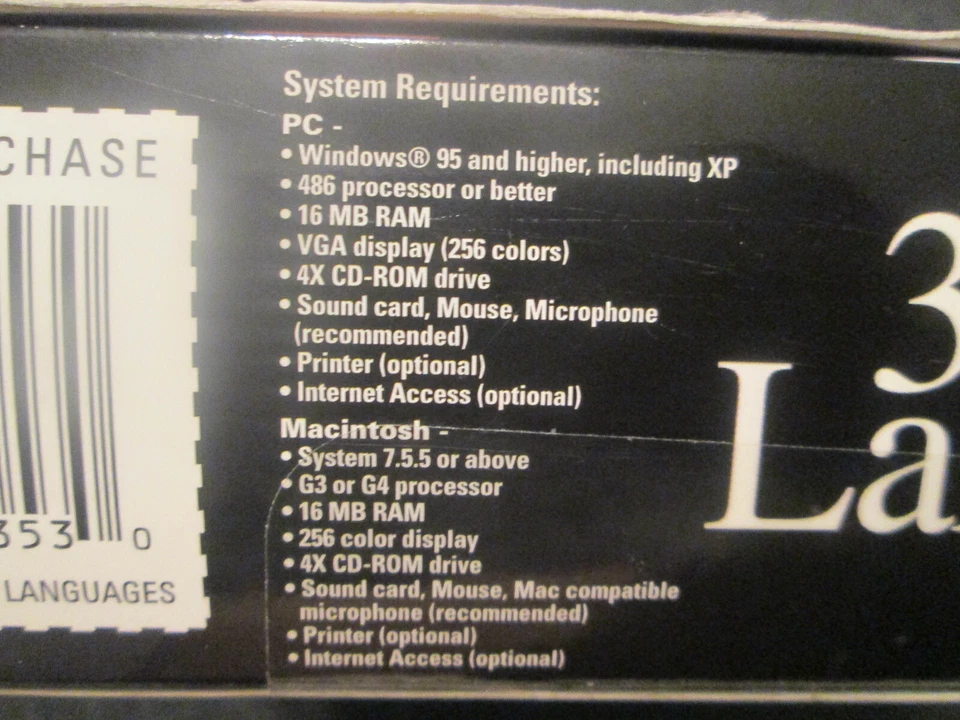 CHASE
353 0
LANGUAGES
System Requirements:
PC -
• Windows® 95 and higher, including XP
• 486 processor or better
• 16 MB RAM
• VGA display (256 colors)
• 4X CD-ROM drive
• Sound card, Mouse, Microphone
(recommended)
• Printer (optional)
• Internet Access (optional)
Macintosh -
• System 7.5.5 or above
• G3 or G4 processor
• 16 MB RAM
• 256 color display
• 4X CD-ROM drive
• Sound card, Mouse, Mac compatible
microphone (recommended)
• Printer (optional)
• Internet Access (optional)
3
La